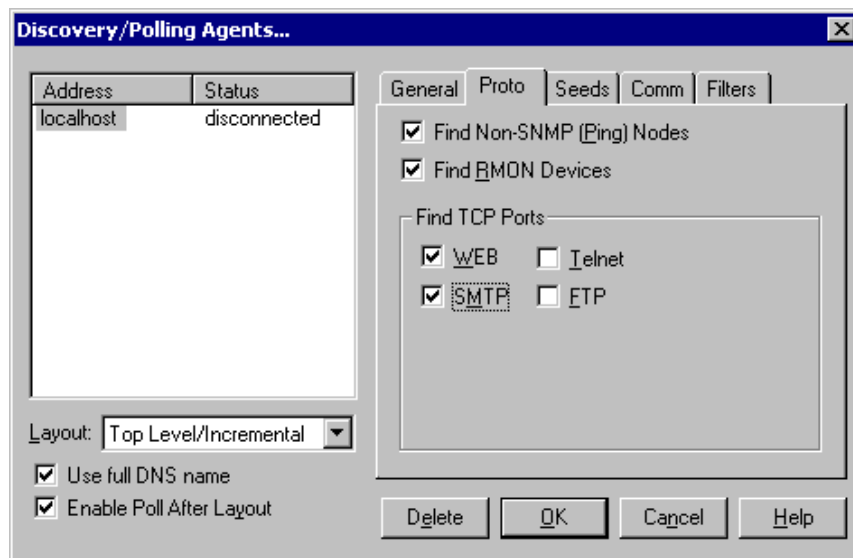 Discovery/Polling Agents...
Address Status
localhost disconnected
Layout: Top Level/Incremental
Use full DNS name
Enable Poll After Layout
General Proto Seeds Comm Filters
Find Non-SNMP (Ping) Nodes
Find RMON Devices
Find TCP Ports
WEB Telnet
SMTP FTP
Delete OK Cancel Help